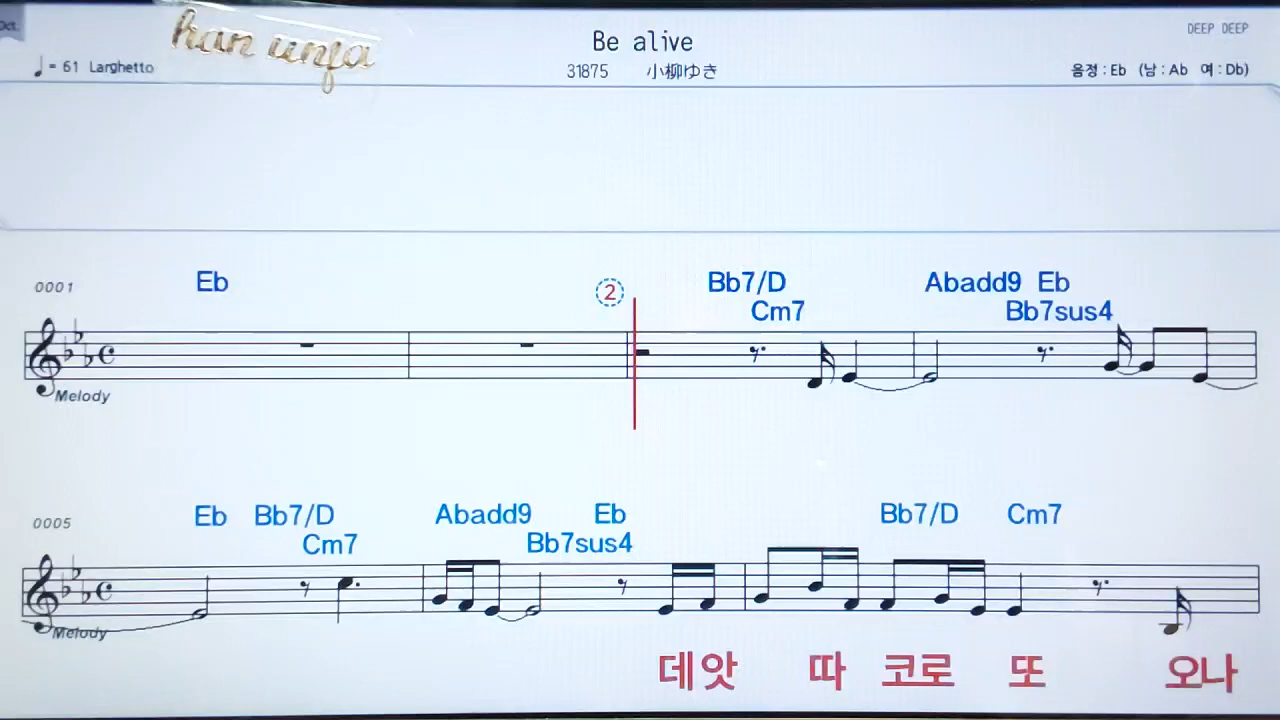 Oct.
han unfa
Be alive
DEEP DEEP
♩= 61 Larghetto
31875 小柳ゆき
음정 : Eb (남 : Ab 여 : Db)
0001
Eb
②
Bb7/D
Cm7
Abadd9 Eb
Bb7sus4
Melody
0005
Eb Bb7/D
Cm7
Abadd9 Eb
Bb7sus4
Bb7/D Cm7
Melody
데앗 따 코로 또 오나